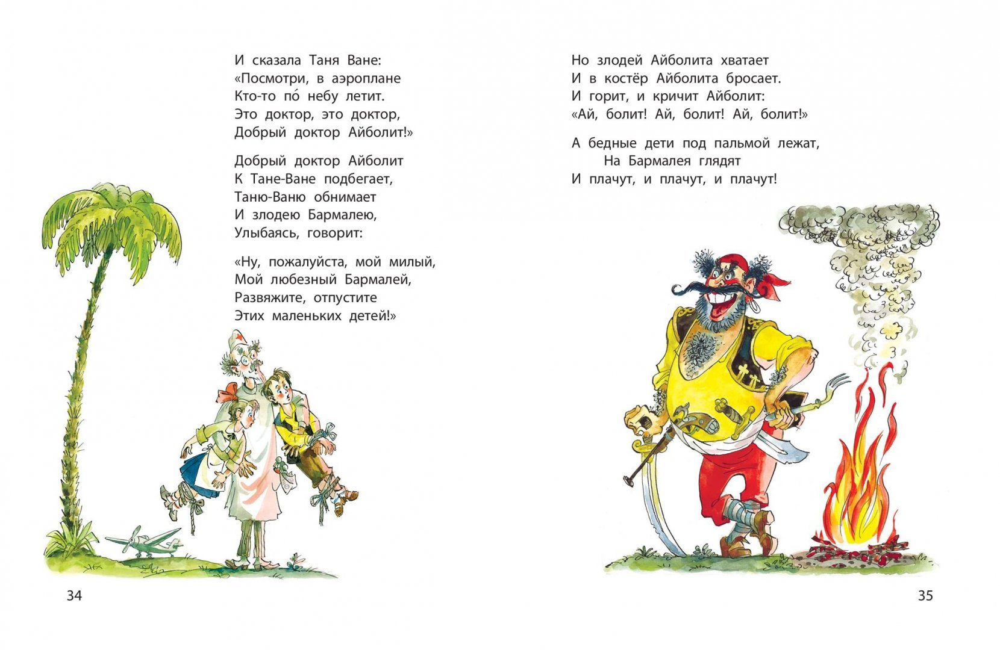 И сказала Таня Ване:
«Посмотри, в аэроплане
Кто-то по́ небу летит.
Это доктор, это доктор,
Добрый доктор Айболит!»
Добрый доктор Айболит
К Тане-Ване подбегает,
Таню-Ваню обнимает
И злодею Бармалею,
Улыбаясь, говорит:
«Ну, пожалуйста, мой милый,
Мой любезный Бармалей,
Развяжите, отпустите
Этих маленьких детей!»
34
Но злодей Айболита хватает
И в костёр Айболита бросает.
И горит, и кричит Айболит:
«Ай, болит! Ай, болит! Ай, болит!»
А бедные дети под пальмой лежат,
На Бармалея глядят
И плачут, и плачут, и плачут!
35